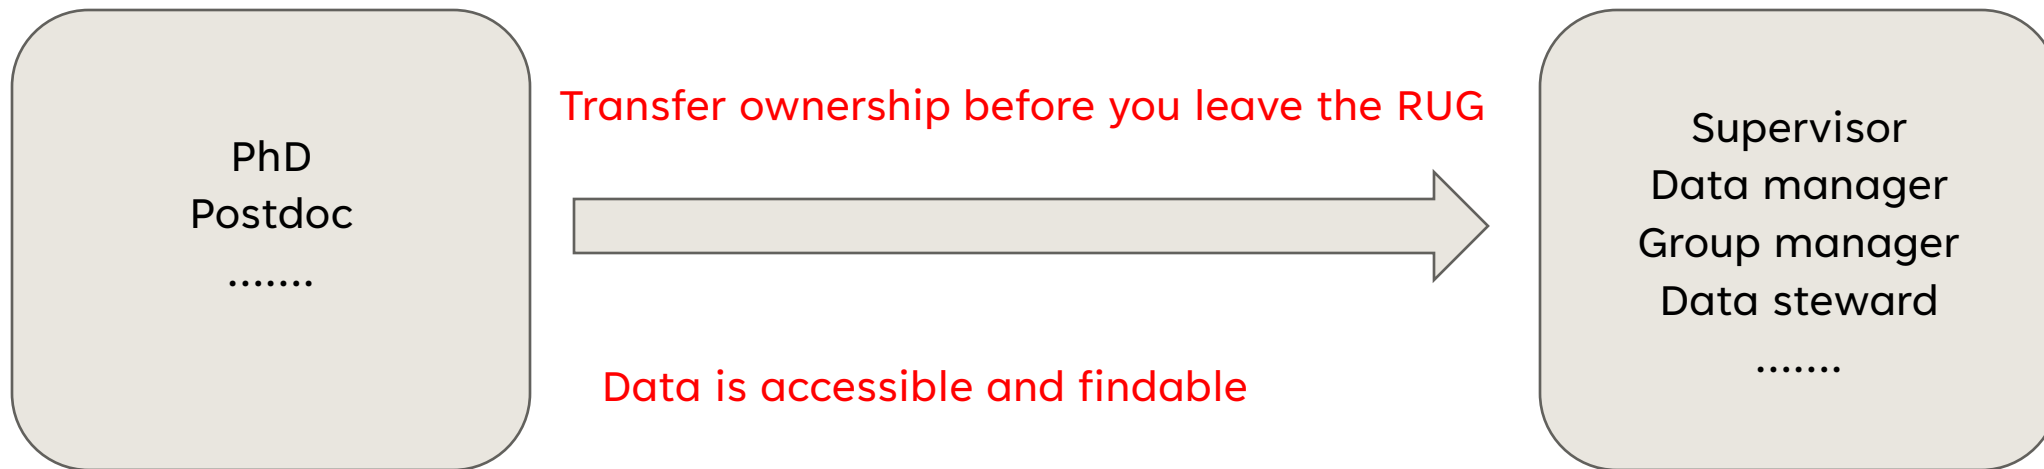 PhD
Postdoc
.......
Transfer ownership before you leave the RUG
Data is accessible and findable
Supervisor
Data manager
Group manager
Data steward
.......